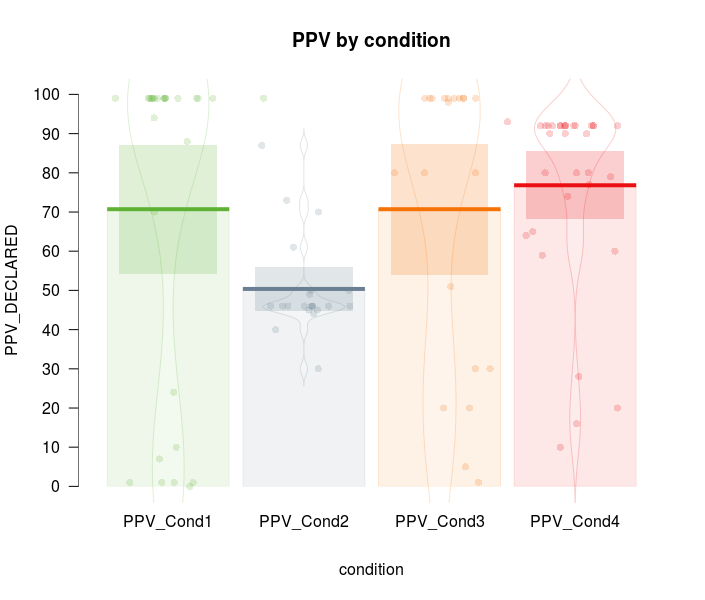 PPV by condition
PPV_DECLARED
100
90
80
70
60
50
40
30
20
10
0
PPV_Cond1
PPV_Cond2
PPV_Cond3
PPV_Cond4
condition